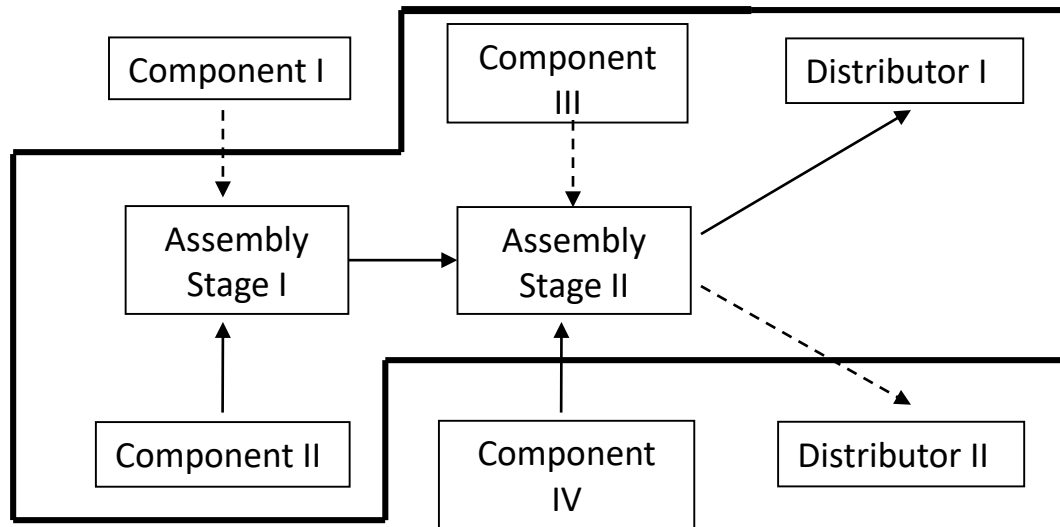 Component I
Component
III
Distributor I
Assembly
Stage I
Assembly
Stage II
Component II
Component
IV
Distributor II